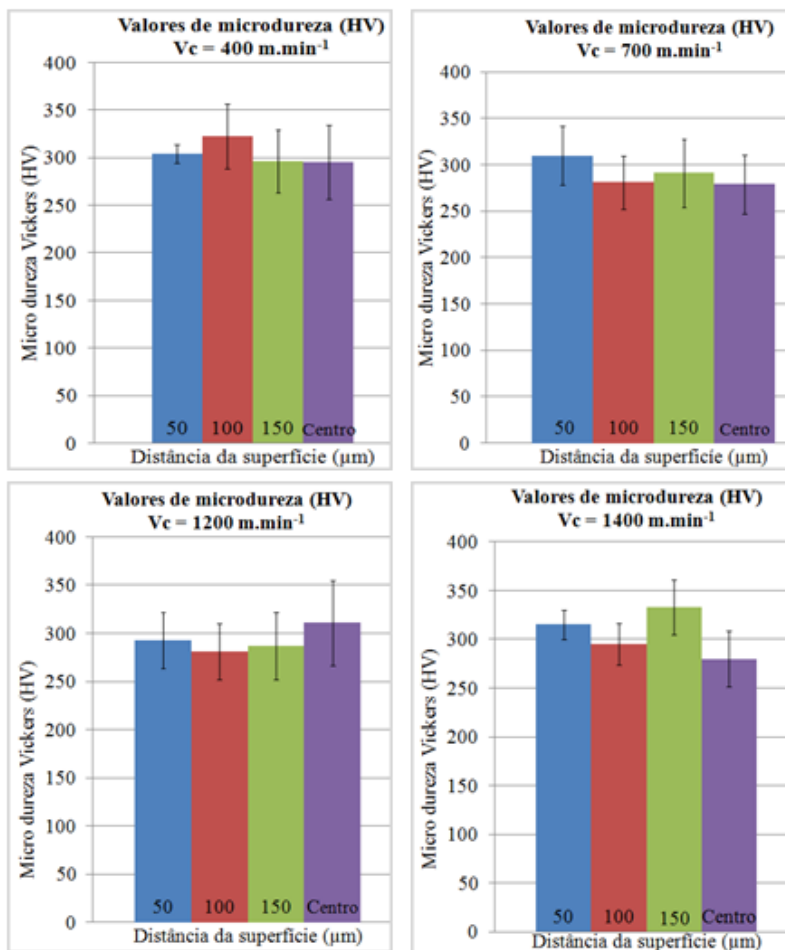 Valores de microdureza (HV)
Vc = 400 m.min⁻¹
400
350
300
250
200
150
100
50
0
Micro dureza Vickers (HV)
50 100 150 Centro
Distância da superfície (µm)
Valores de microdureza (HV)
Vc = 700 m.min⁻¹
400
350
300
250
200
150
100
50
0
Micro dureza Vickers (HV)
50 100 150 Centro
Distância da superfície (µm)
Valores de microdureza (HV)
Vc = 1200 m.min⁻¹
400
350
300
250
200
150
100
50
0
Micro dureza Vickers (HV)
50 100 150 Centro
Distância da superfície (µm)
Valores de microdureza (HV)
Vc = 1400 m.min⁻¹
400
350
300
250
200
150
100
50
0
Micro dureza Vickers (HV)
50 100 150 Centro
Distância da superfície (µm)